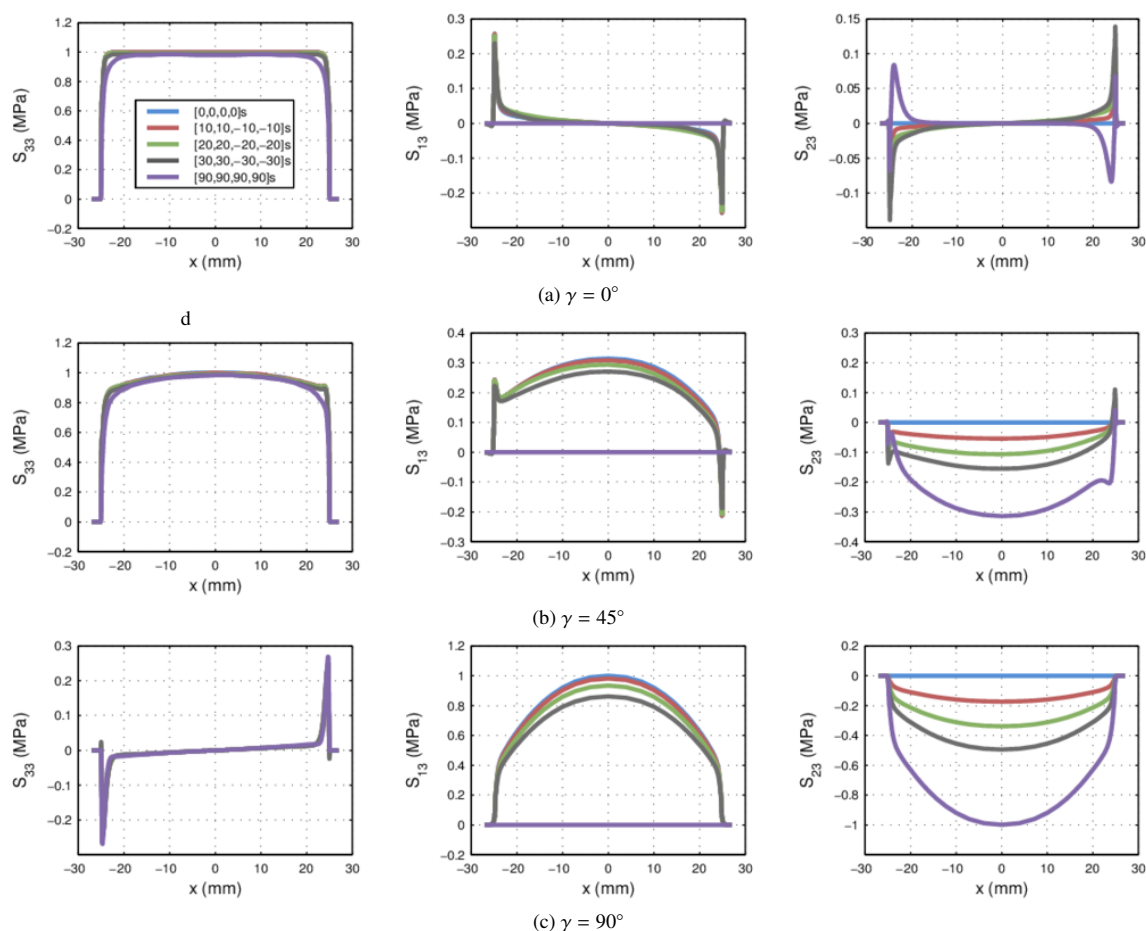 1.2
1
0.8
0.6
0.4
0.2
0
−0.2
S33 (MPa)
[0,0,0,0]s
[10,10,−10,−10]s
[20,20,−20,−20]s
[30,30,−30,−30]s
[90,90,90,90]s
−30 −20 −10 0 10 20 30
x (mm)
0.3
0.2
0.1
0
−0.1
−0.2
−0.3
S13 (MPa)
−30 −20 −10 0 10 20 30
x (mm)
0.15
0.1
0.05
0
−0.05
−0.1
−0.15
S23 (MPa)
−30 −20 −10 0 10 20 30
x (mm)
(a) γ = 0°
d
1.2
1
0.8
0.6
0.4
0.2
0
−0.2
S33 (MPa)
−30 −20 −10 0 10 20 30
x (mm)
0.4
0.3
0.2
0.1
0
−0.1
−0.2
−0.3
S13 (MPa)
−30 −20 −10 0 10 20 30
x (mm)
0.3
0.2
0.1
0
−0.1
−0.2
−0.3
−0.4
S23 (MPa)
−30 −20 −10 0 10 20 30
x (mm)
(b) γ = 45°
0.3
0.2
0.1
0
−0.1
−0.2
S33 (MPa)
−30 −20 −10 0 10 20 30
x (mm)
1.2
1
0.8
0.6
0.4
0.2
0
−0.2
S13 (MPa)
−30 −20 −10 0 10 20 30
x (mm)
0.2
0
−0.2
−0.4
−0.6
−0.8
−1
S23 (MPa)
−30 −20 −10 0 10 20 30
x (mm)
(c) γ = 90°